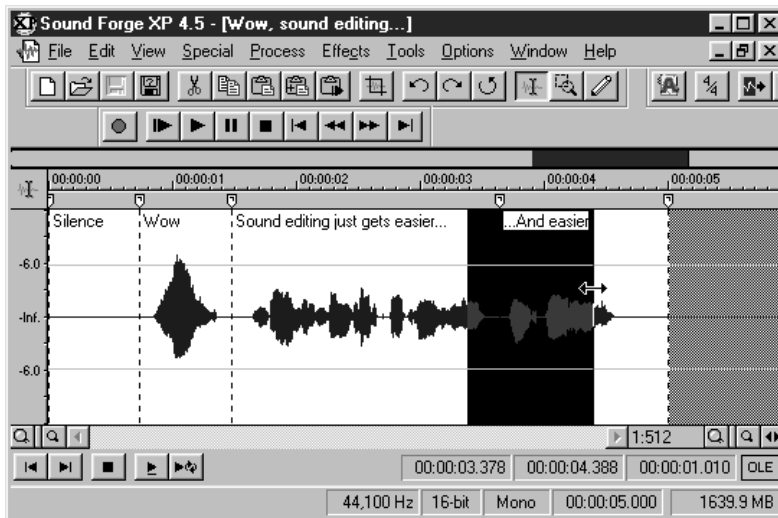 XP Sound Forge XP 4.5 - [Wow, sound editing...]
File Edit View Special Process Effects Tools Options Window Help
4/4
00:00:00 00:00:01 00:00:02 00:00:03 00:00:04 00:00:05
Silence Wow Sound editing just gets easier... ...And easier
-6.0
-Inf.
-6.0
1:512
00:00:03.378 00:00:04.388 00:00:01.010 OLE
44,100 Hz 16-bit Mono 00:00:05.000 1639.9 MB